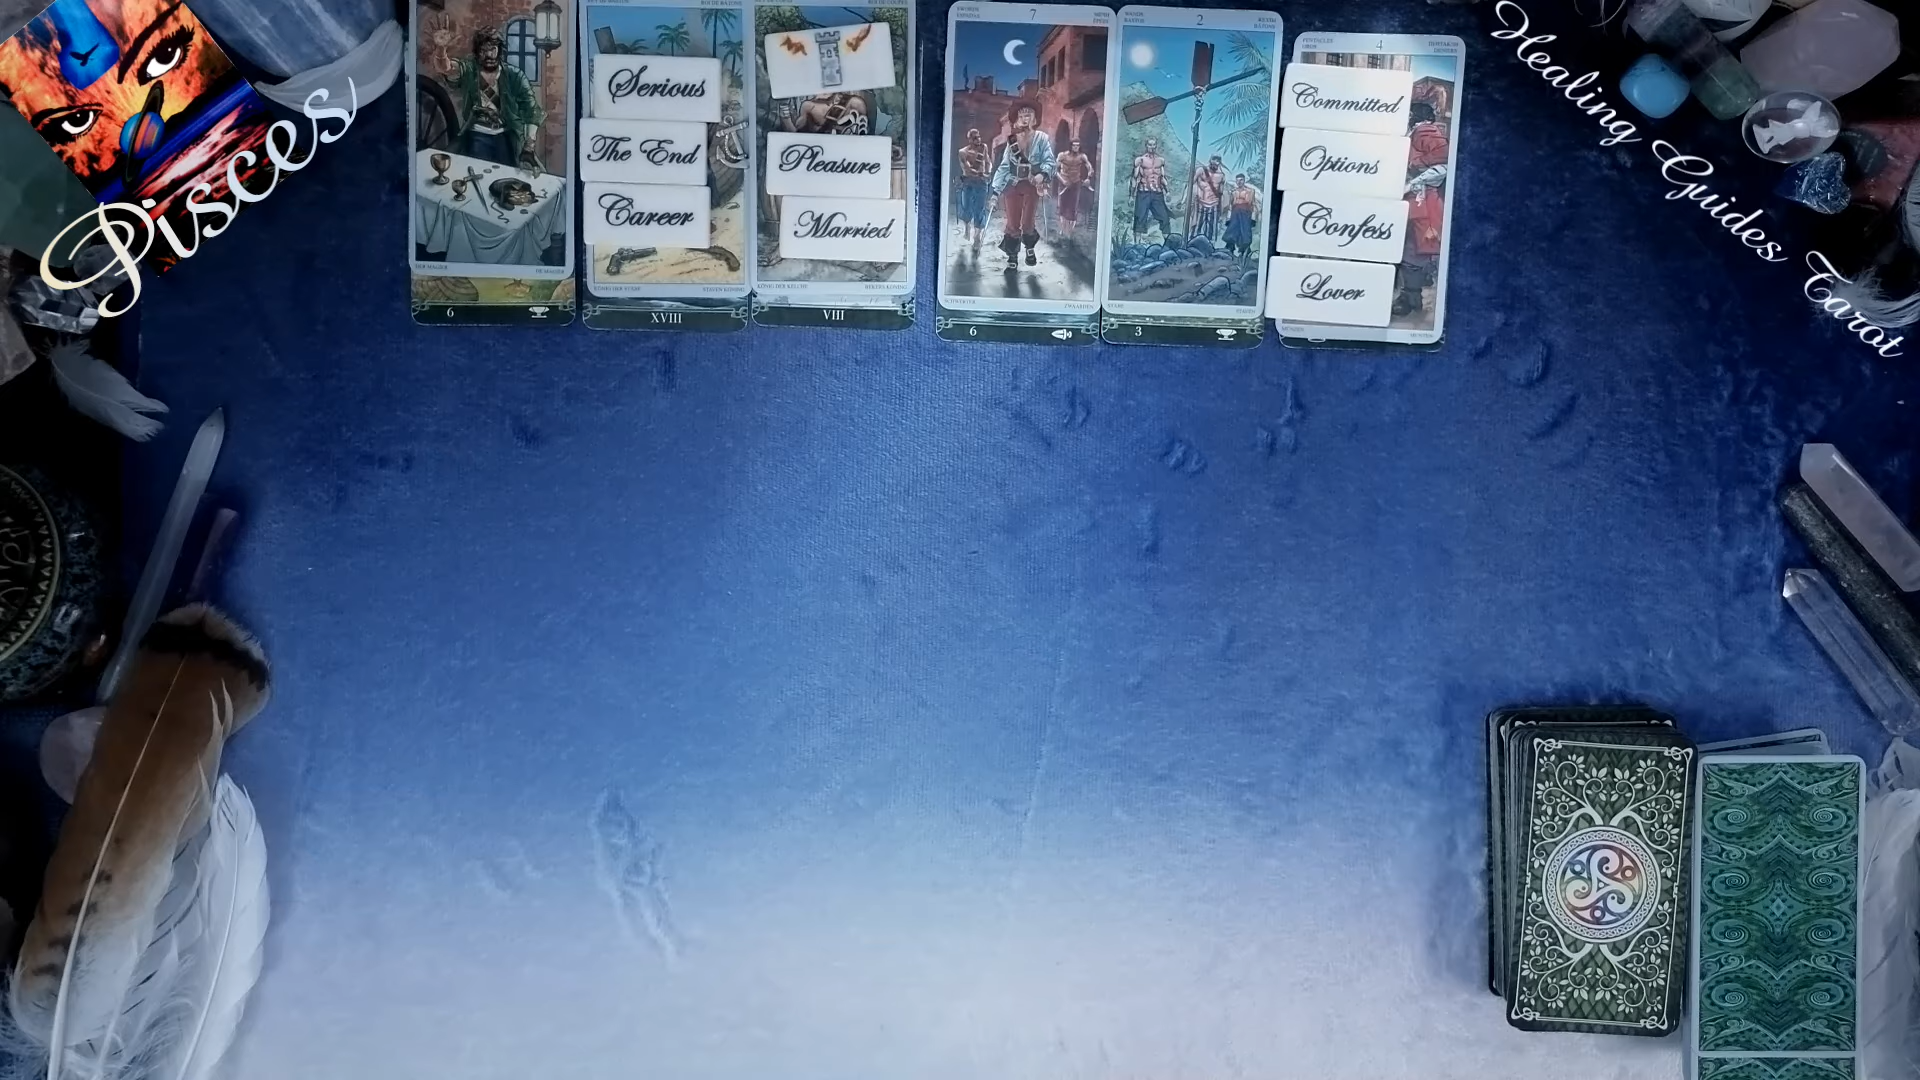 Pisces
Healing Guides Tarot
7
2
4
Serious
The End
Career
Pleasure
Married
Committed
Options
Confess
Lover
6
XVIII
VIII
6
3